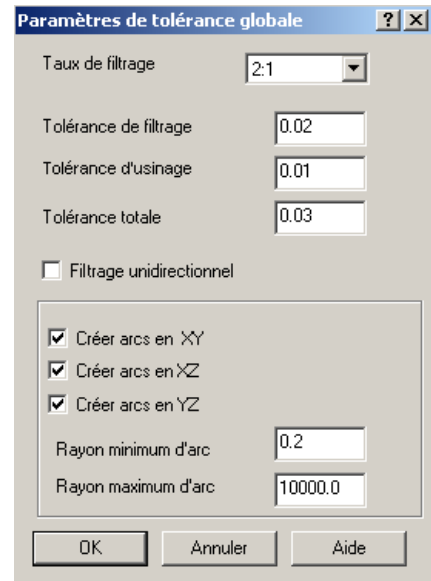 Paramètres de tolérance globale
Taux de filtrage 2:1
Tolérance de filtrage 0.02
Tolérance d'usinage 0.01
Tolérance totale 0.03
Filtrage unidirectionnel
Créer arcs en XY
Créer arcs en XZ
Créer arcs en YZ
Rayon minimum d'arc 0.2
Rayon maximum d'arc 10000.0
OK Annuler Aide